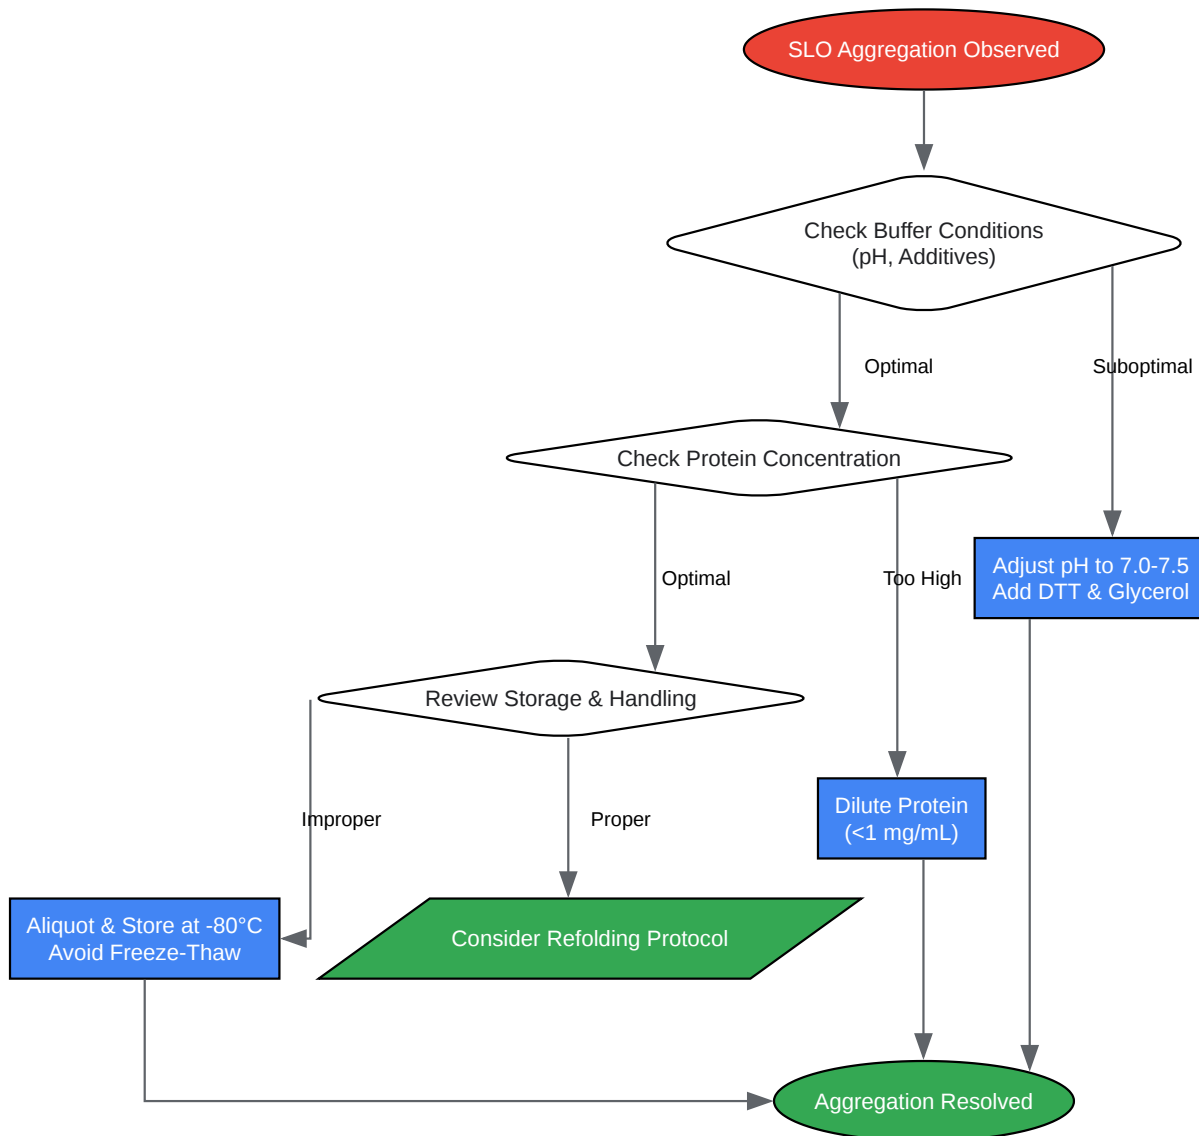 SLO Aggregation Observed
Check Buffer Conditions
(pH, Additives)
Optimal
Suboptimal
Check Protein Concentration
Optimal
Too High
Adjust pH to 7.0-7.5
Add DTT & Glycerol
Review Storage & Handling
Improper
Proper
Dilute Protein
(<1 mg/mL)
Aliquot & Store at -80°C
Avoid Freeze-Thaw
Consider Refolding Protocol
Aggregation Resolved